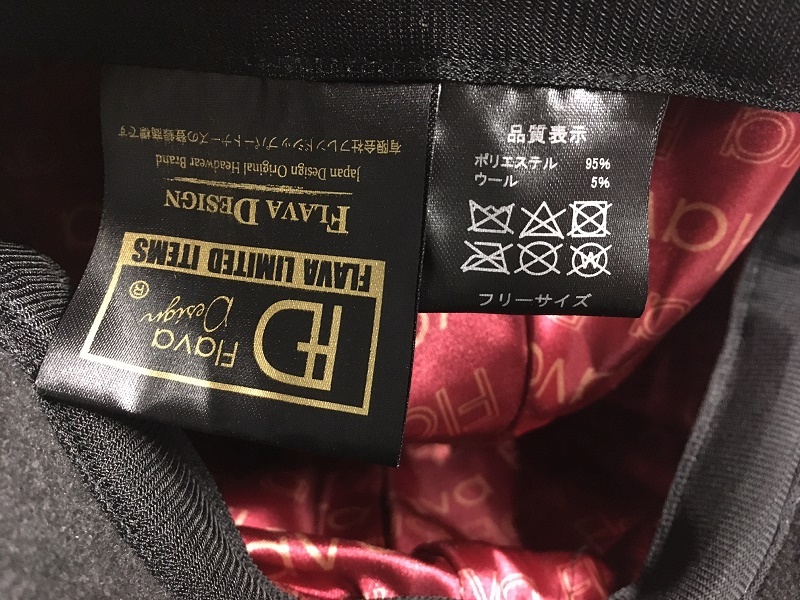 FD
Flava
Design®
FLAVA LIMITED ITEMS
FLAVA DESIGN
Japan Design Original Headwear Brand
有限会社フレンドシップパートナーズの登録商標です
品質表示
ポリエステル 95%
ウール 5%
W
フリーサイズ